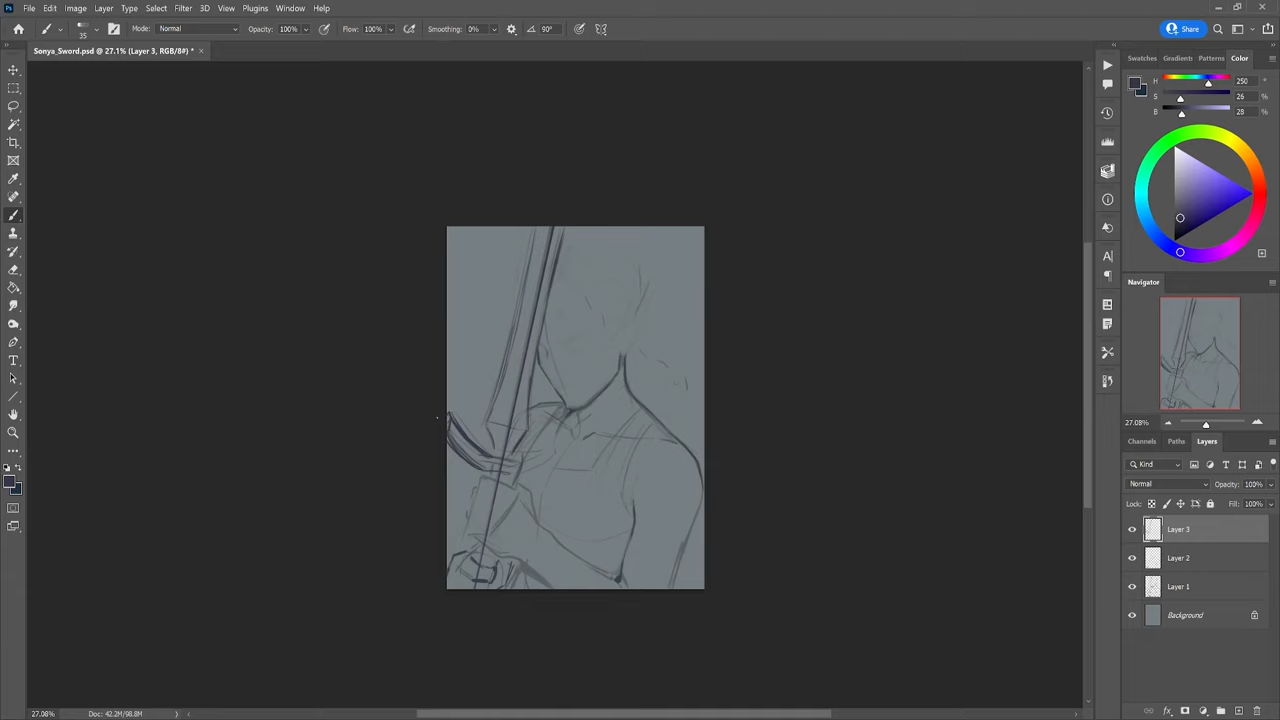 Ps File Edit Image Layer Type Select Filter 3D View Plugins Window Help
35 Mode: Normal Opacity: 100% Flow: 100% Smoothing: 0% 90° Share
Sonya_Sword.psd @ 27.1% (Layer 3, RGB/8#) * ×
Swatches Gradients Patterns Color
H 250 °
S 26 %
B 28 %
Navigator
27.08%
Channels Paths Layers
Kind
Normal Opacity: 100%
Lock: Fill: 100%
Layer 3
Layer 2
Layer 1
Background
27.08% Doc: 42.2M/98.8M